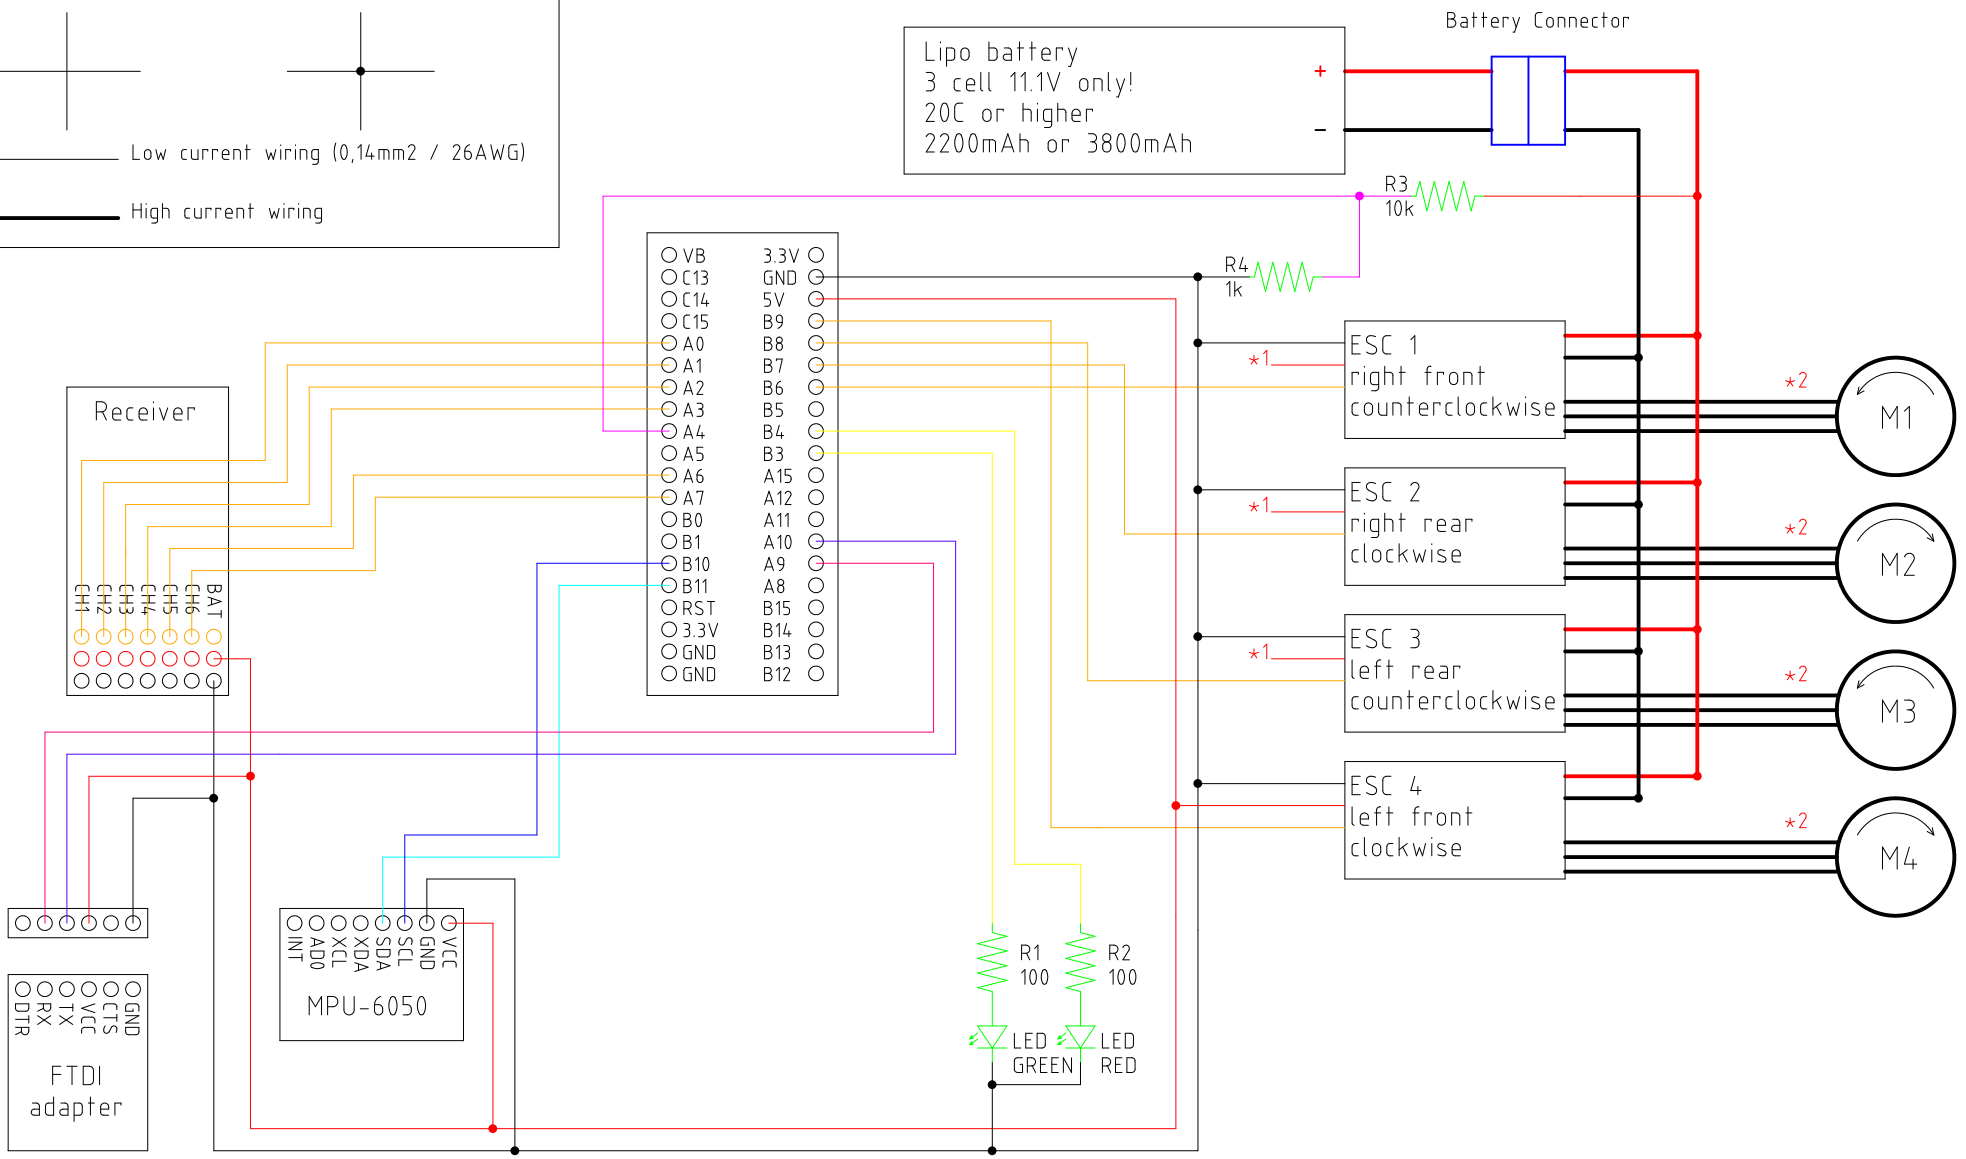 Battery Connector
Lipo battery
3 cell 11.1V only!
20C or higher
2200mAh or 3800mAh
+
-
Low current wiring (0,14mm2 / 26AWG)
High current wiring
R3
10k
R4
1k
VB
C13
C14
C15
A0
A1
A2
A3
A4
A5
A6
A7
B0
B1
B10
B11
RST
3.3V
GND
GND
3.3V
GND
5V
B9
B8
B7
B6
B5
B4
B3
A15
A12
A11
A10
A9
A8
B15
B14
B13
B12
Receiver
CH1
CH2
CH3
CH4
CH5
CH6
BAT
ESC 1
right front
counterclockwise
*1
*2
M1
ESC 2
right rear
clockwise
*1
*2
M2
ESC 3
left rear
counterclockwise
*1
*2
M3
ESC 4
left front
clockwise
*2
M4
DTR
RX
TX
VCC
CTS
GND
FTDI
adapter
INT
AD0
XCL
XDA
SDA
SCL
GND
VCC
MPU-6050
R1
100
R2
100
LED
GREEN
LED
RED